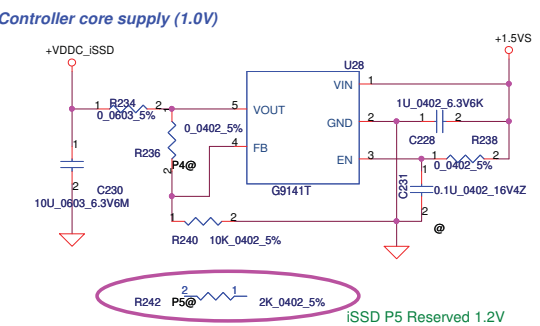 Controller core supply (1.0V)
+VDDC_iSSD
+1.5VS
U28
VIN 1
R234
1 2
0_0603_5%
5 VOUT
1U_0402_6.3V6K
0_0402_5%
GND 2
1 2
C228
R238
R236
1
2
P4@
4 FB
EN 3
1 2
0_0402_5%
1
2
C230
10U_0603_6.3V6M
G9141T
C231
1
2
0.1U_0402_16V4Z
@
1 2
R240 10K_0402_5%
2 1
R242 P5@ 2K_0402_5%
iSSD P5 Reserved 1.2V